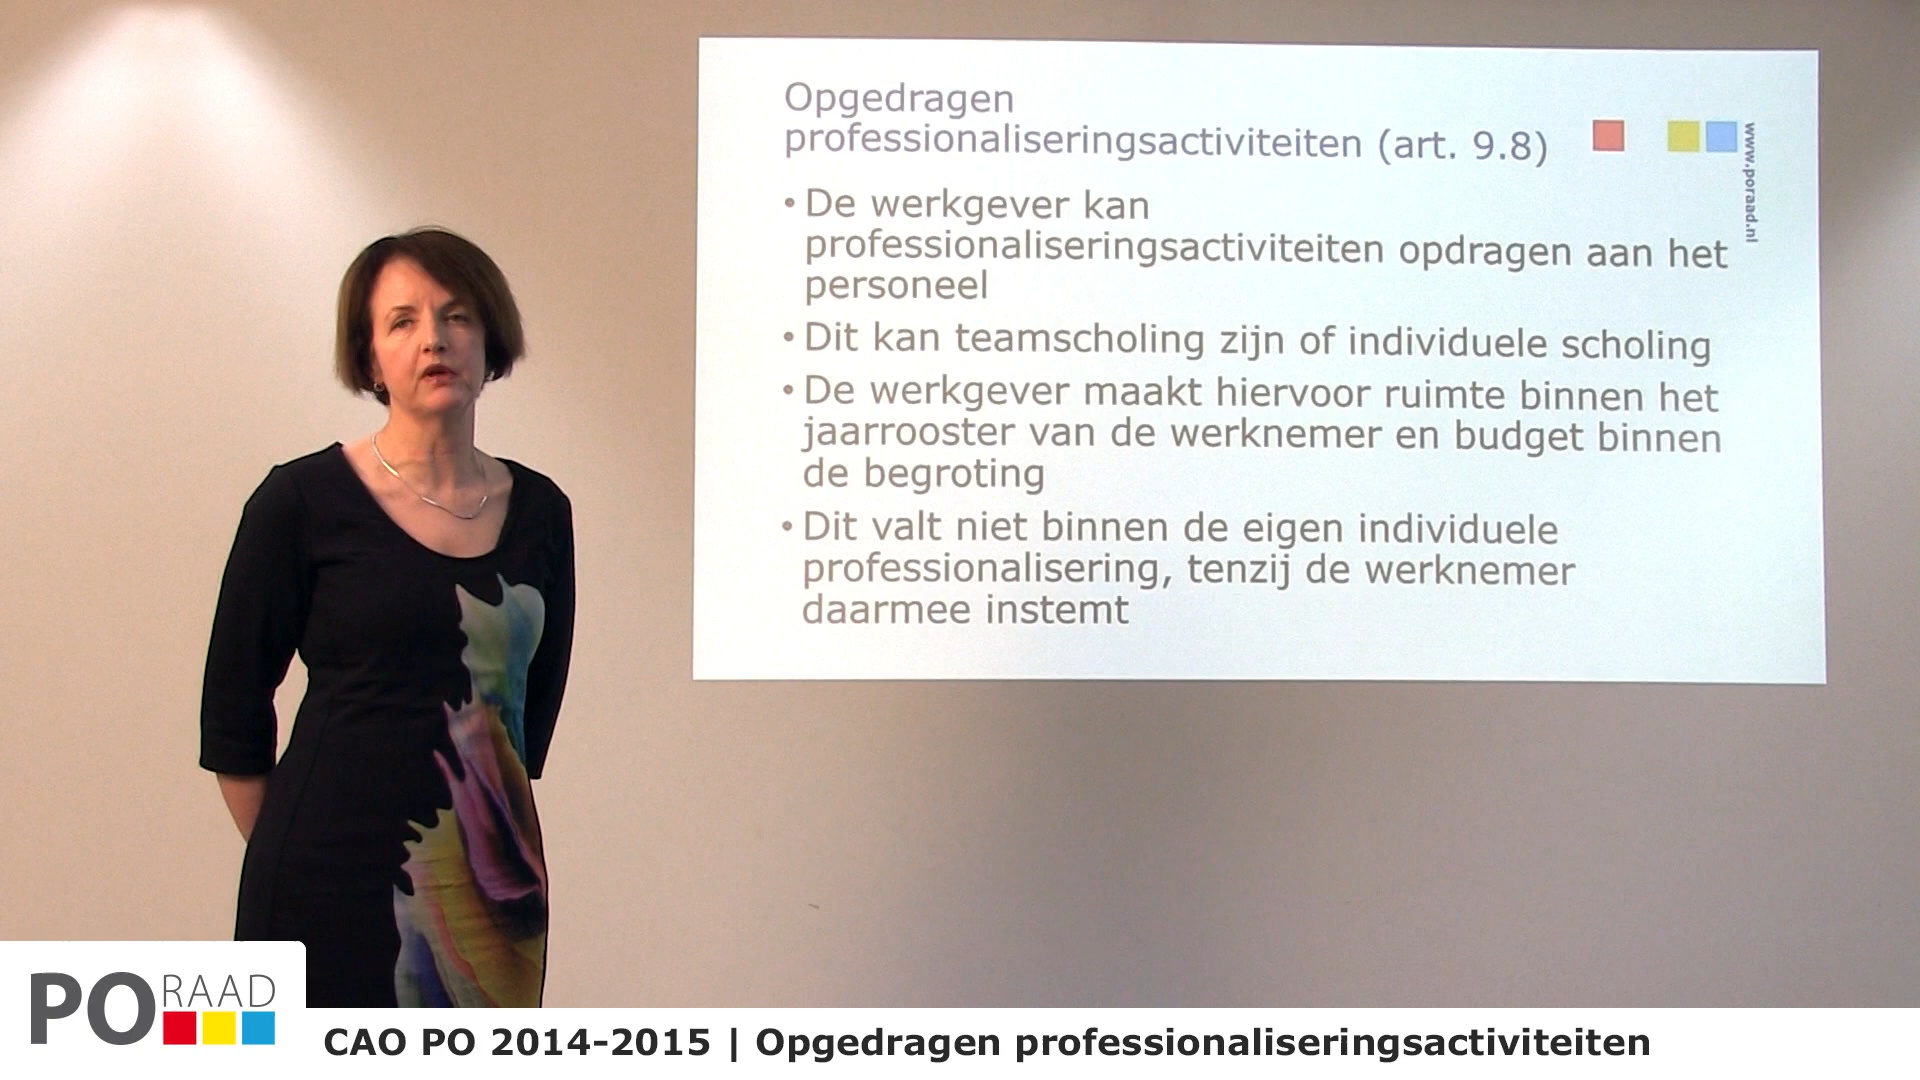 Opgedragen
professionaliseringsactiviteiten (art. 9.8)
www.poraad.nl
• De werkgever kan
professionaliseringsactiviteiten opdragen aan het
personeel
• Dit kan teamscholing zijn of individuele scholing
• De werkgever maakt hiervoor ruimte binnen het
jaarrooster van de werknemer en budget binnen
de begroting
• Dit valt niet binnen de eigen individuele
professionalisering, tenzij de werknemer
daarmee instemt
PO RAAD
CAO PO 2014-2015 | Opgedragen professionaliseringsactiviteiten